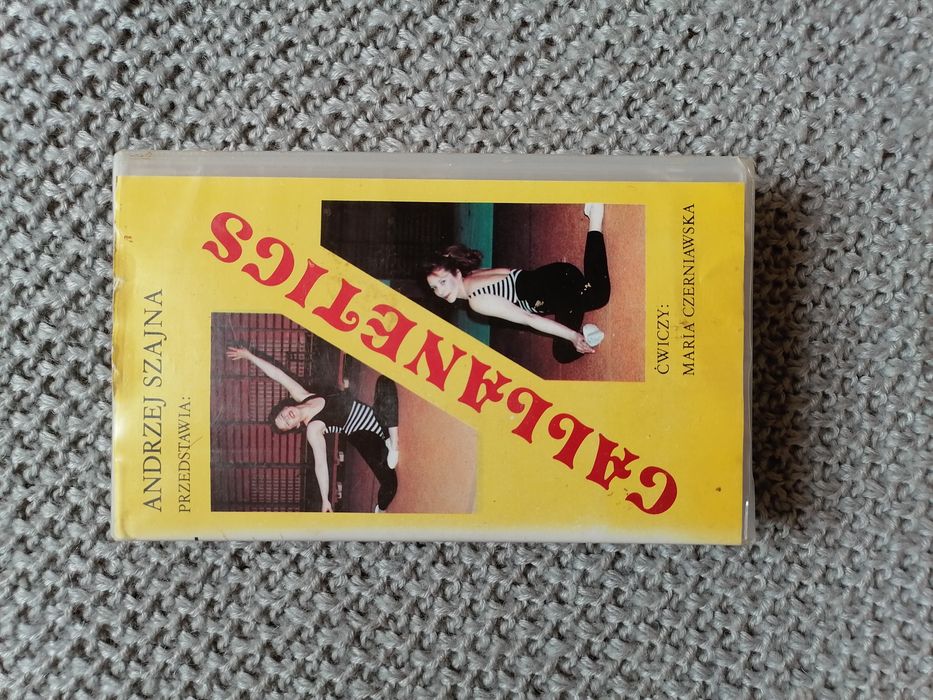 ANDRZEJ SZAJNA
PRZEDSTAWIA:
CALLANETICS
ĆWICZY:
MARIA CZERNIAWSKA